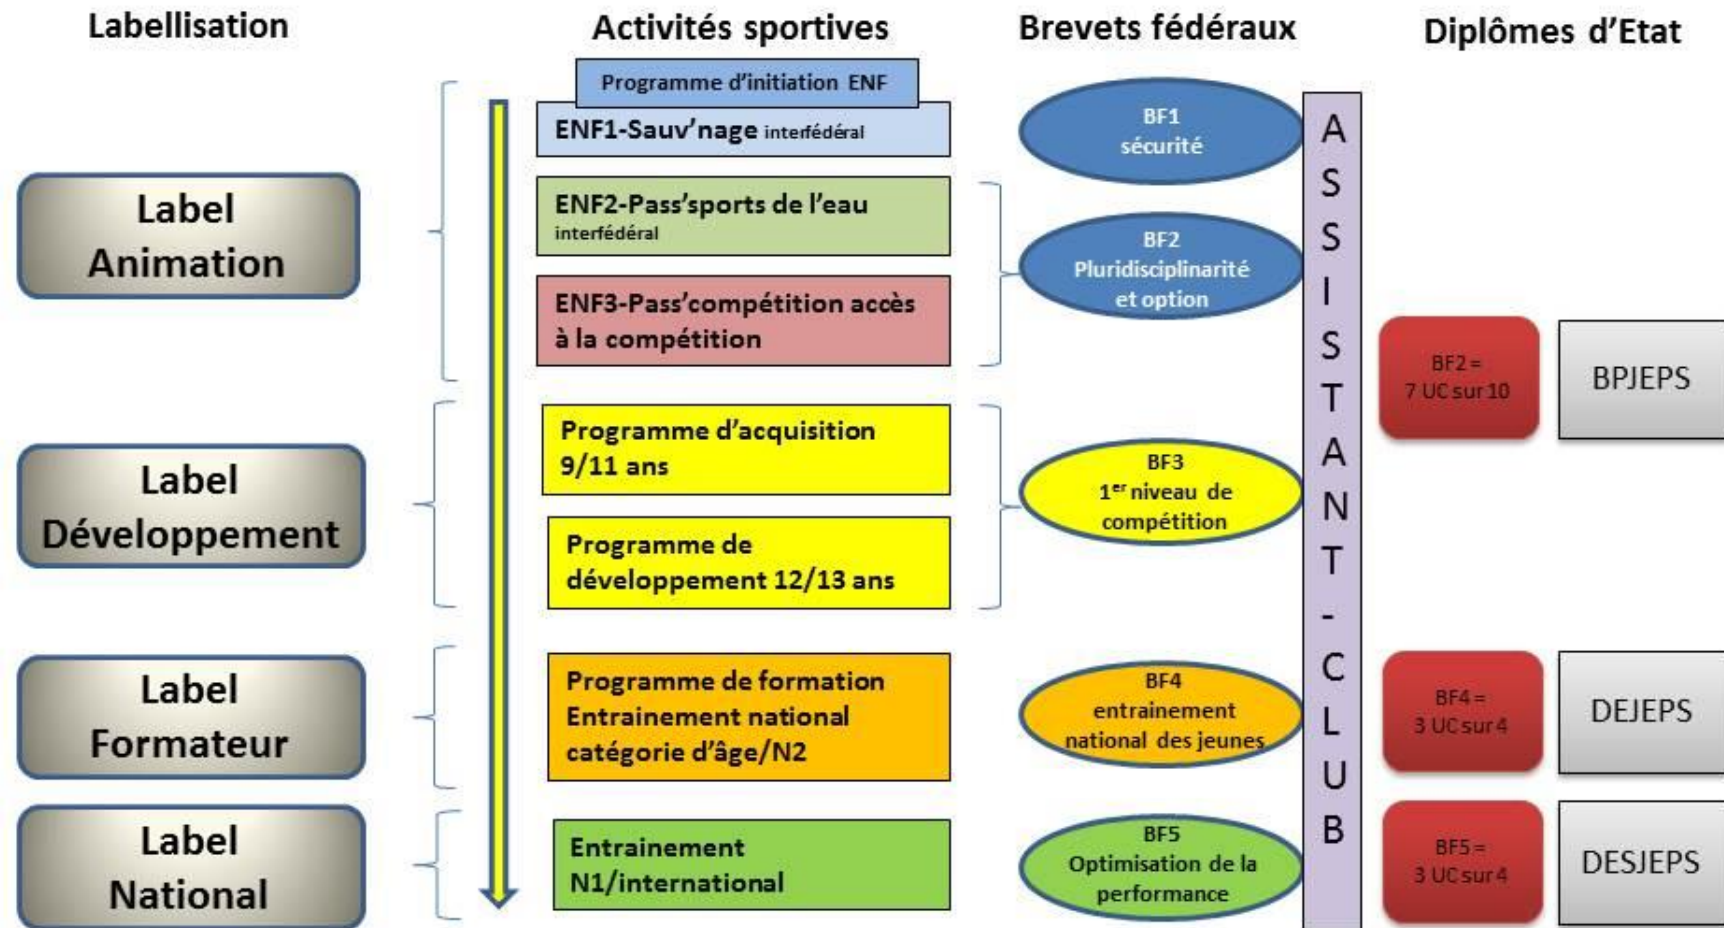 Labellisation
Activités sportives
Brevets fédéraux
Diplômes d'Etat
Label
Animation
Label
Développement
Label
Formateur
Label
National
Programme d'initiation ENF
ENF1-Sauv'nage interfédéral
ENF2-Pass'sports de l'eau
interfédéral
ENF3-Pass'compétition accès
à la compétition
Programme d'acquisition
9/11 ans
Programme de
développement 12/13 ans
Programme de formation
Entrainement national
catégorie d'âge/N2
Entrainement
N1/international
BF1
sécurité
BF2
Pluridisciplinarité
et option
BF3
1er niveau de
compétition
BF4
entrainement
national des jeunes
BF5
Optimisation de la
performance
ASSISTANT-CLUB
BF2 =
7 UC sur 10
BPJEPS
BF4 =
3 UC sur 4
DEJEPS
BF5 =
3 UC sur 4
DESJEPS